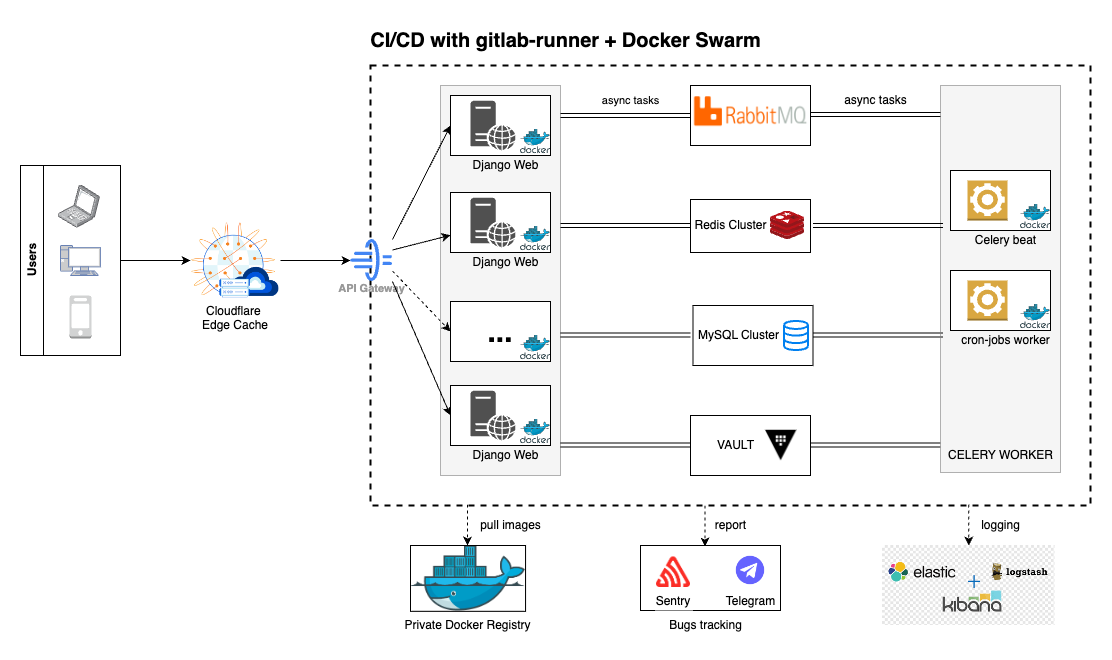 CI/CD with gitlab-runner + Docker Swarm
Users
Cloudflare
Edge Cache
API Gateway
docker
Django Web
docker
Django Web
...
docker
docker
Django Web
async tasks
RabbitMQ
async tasks
Redis Cluster
MySQL Cluster
VAULT
docker
Celery beat
docker
cron-jobs worker
CELERY WORKER
pull images
report
logging
Private Docker Registry
Sentry
Telegram
Bugs tracking
elastic
+
logstash
kibana